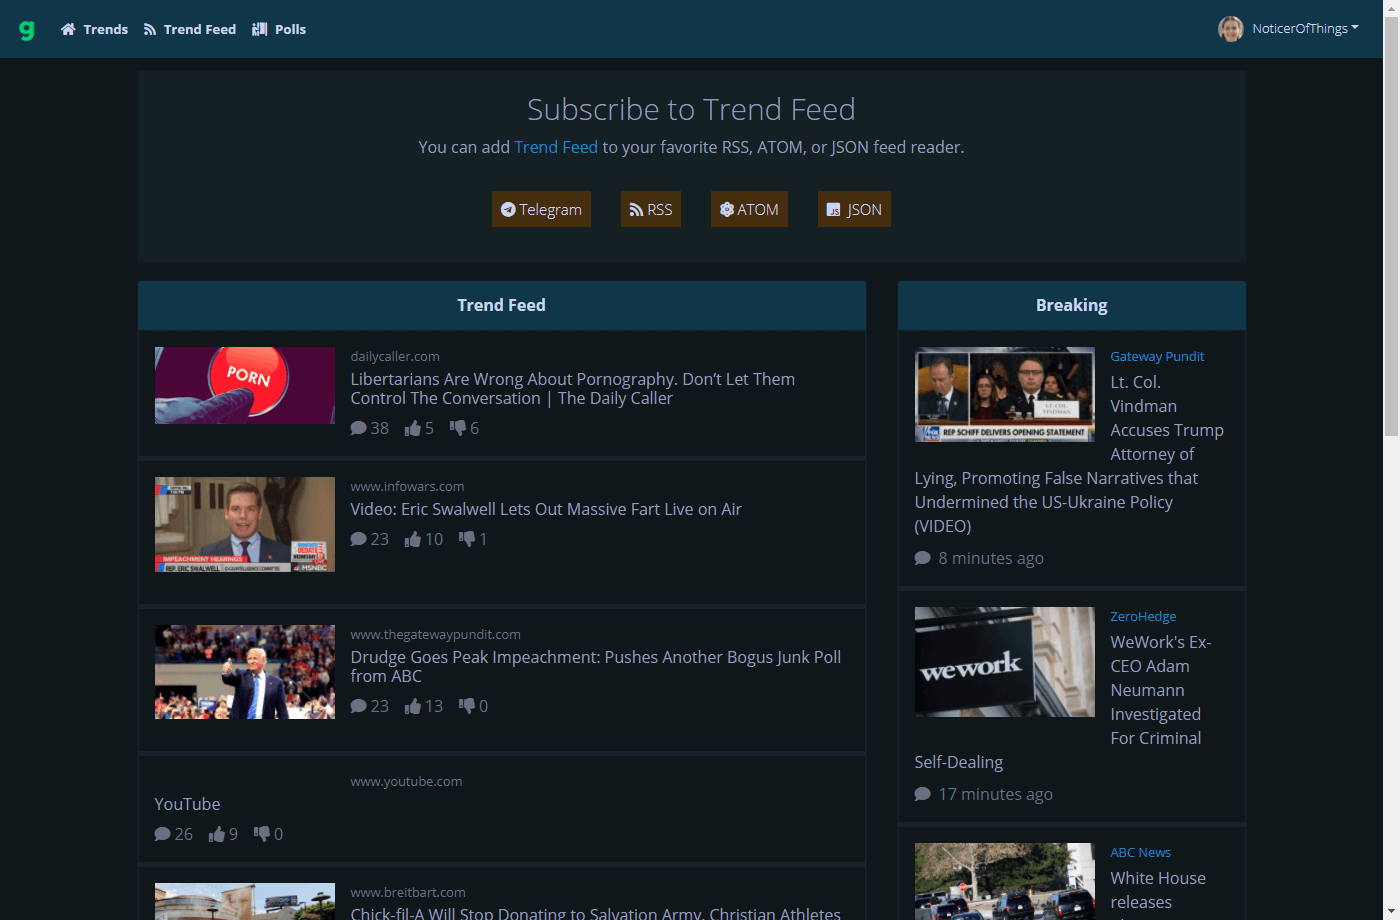 g Trends Trend Feed Polls NoticerOfThings
Subscribe to Trend Feed
You can add Trend Feed to your favorite RSS, ATOM, or JSON feed reader.
Telegram RSS ATOM JS JSON
Trend Feed
PORN
dailycaller.com
Libertarians Are Wrong About Pornography. Don’t Let Them
Control The Conversation | The Daily Caller
38 5 6
www.infowars.com
Video: Eric Swalwell Lets Out Massive Fart Live on Air
23 10 1
IMPEACHMENT HEARINGS
REP. ERIC SWALWELL
MSNBC
www.thegatewaypundit.com
Drudge Goes Peak Impeachment: Pushes Another Bogus Junk Poll
from ABC
23 13 0
www.youtube.com
YouTube
26 9 0
www.breitbart.com
Chick-fil-A Will Stop Donating to Salvation Army, Christian Athletes
Breaking
LT. COL.
VINDMAN
REP SCHIFF DELIVERS OPENING STATEMENT
Gateway Pundit
Lt. Col.
Vindman
Accuses Trump
Attorney of
Lying, Promoting False Narratives that
Undermined the US-Ukraine Policy
(VIDEO)
8 minutes ago
wework
ZeroHedge
WeWork's Ex-
CEO Adam
Neumann
Investigated
For Criminal
Self-Dealing
17 minutes ago
ABC News
White House
releases